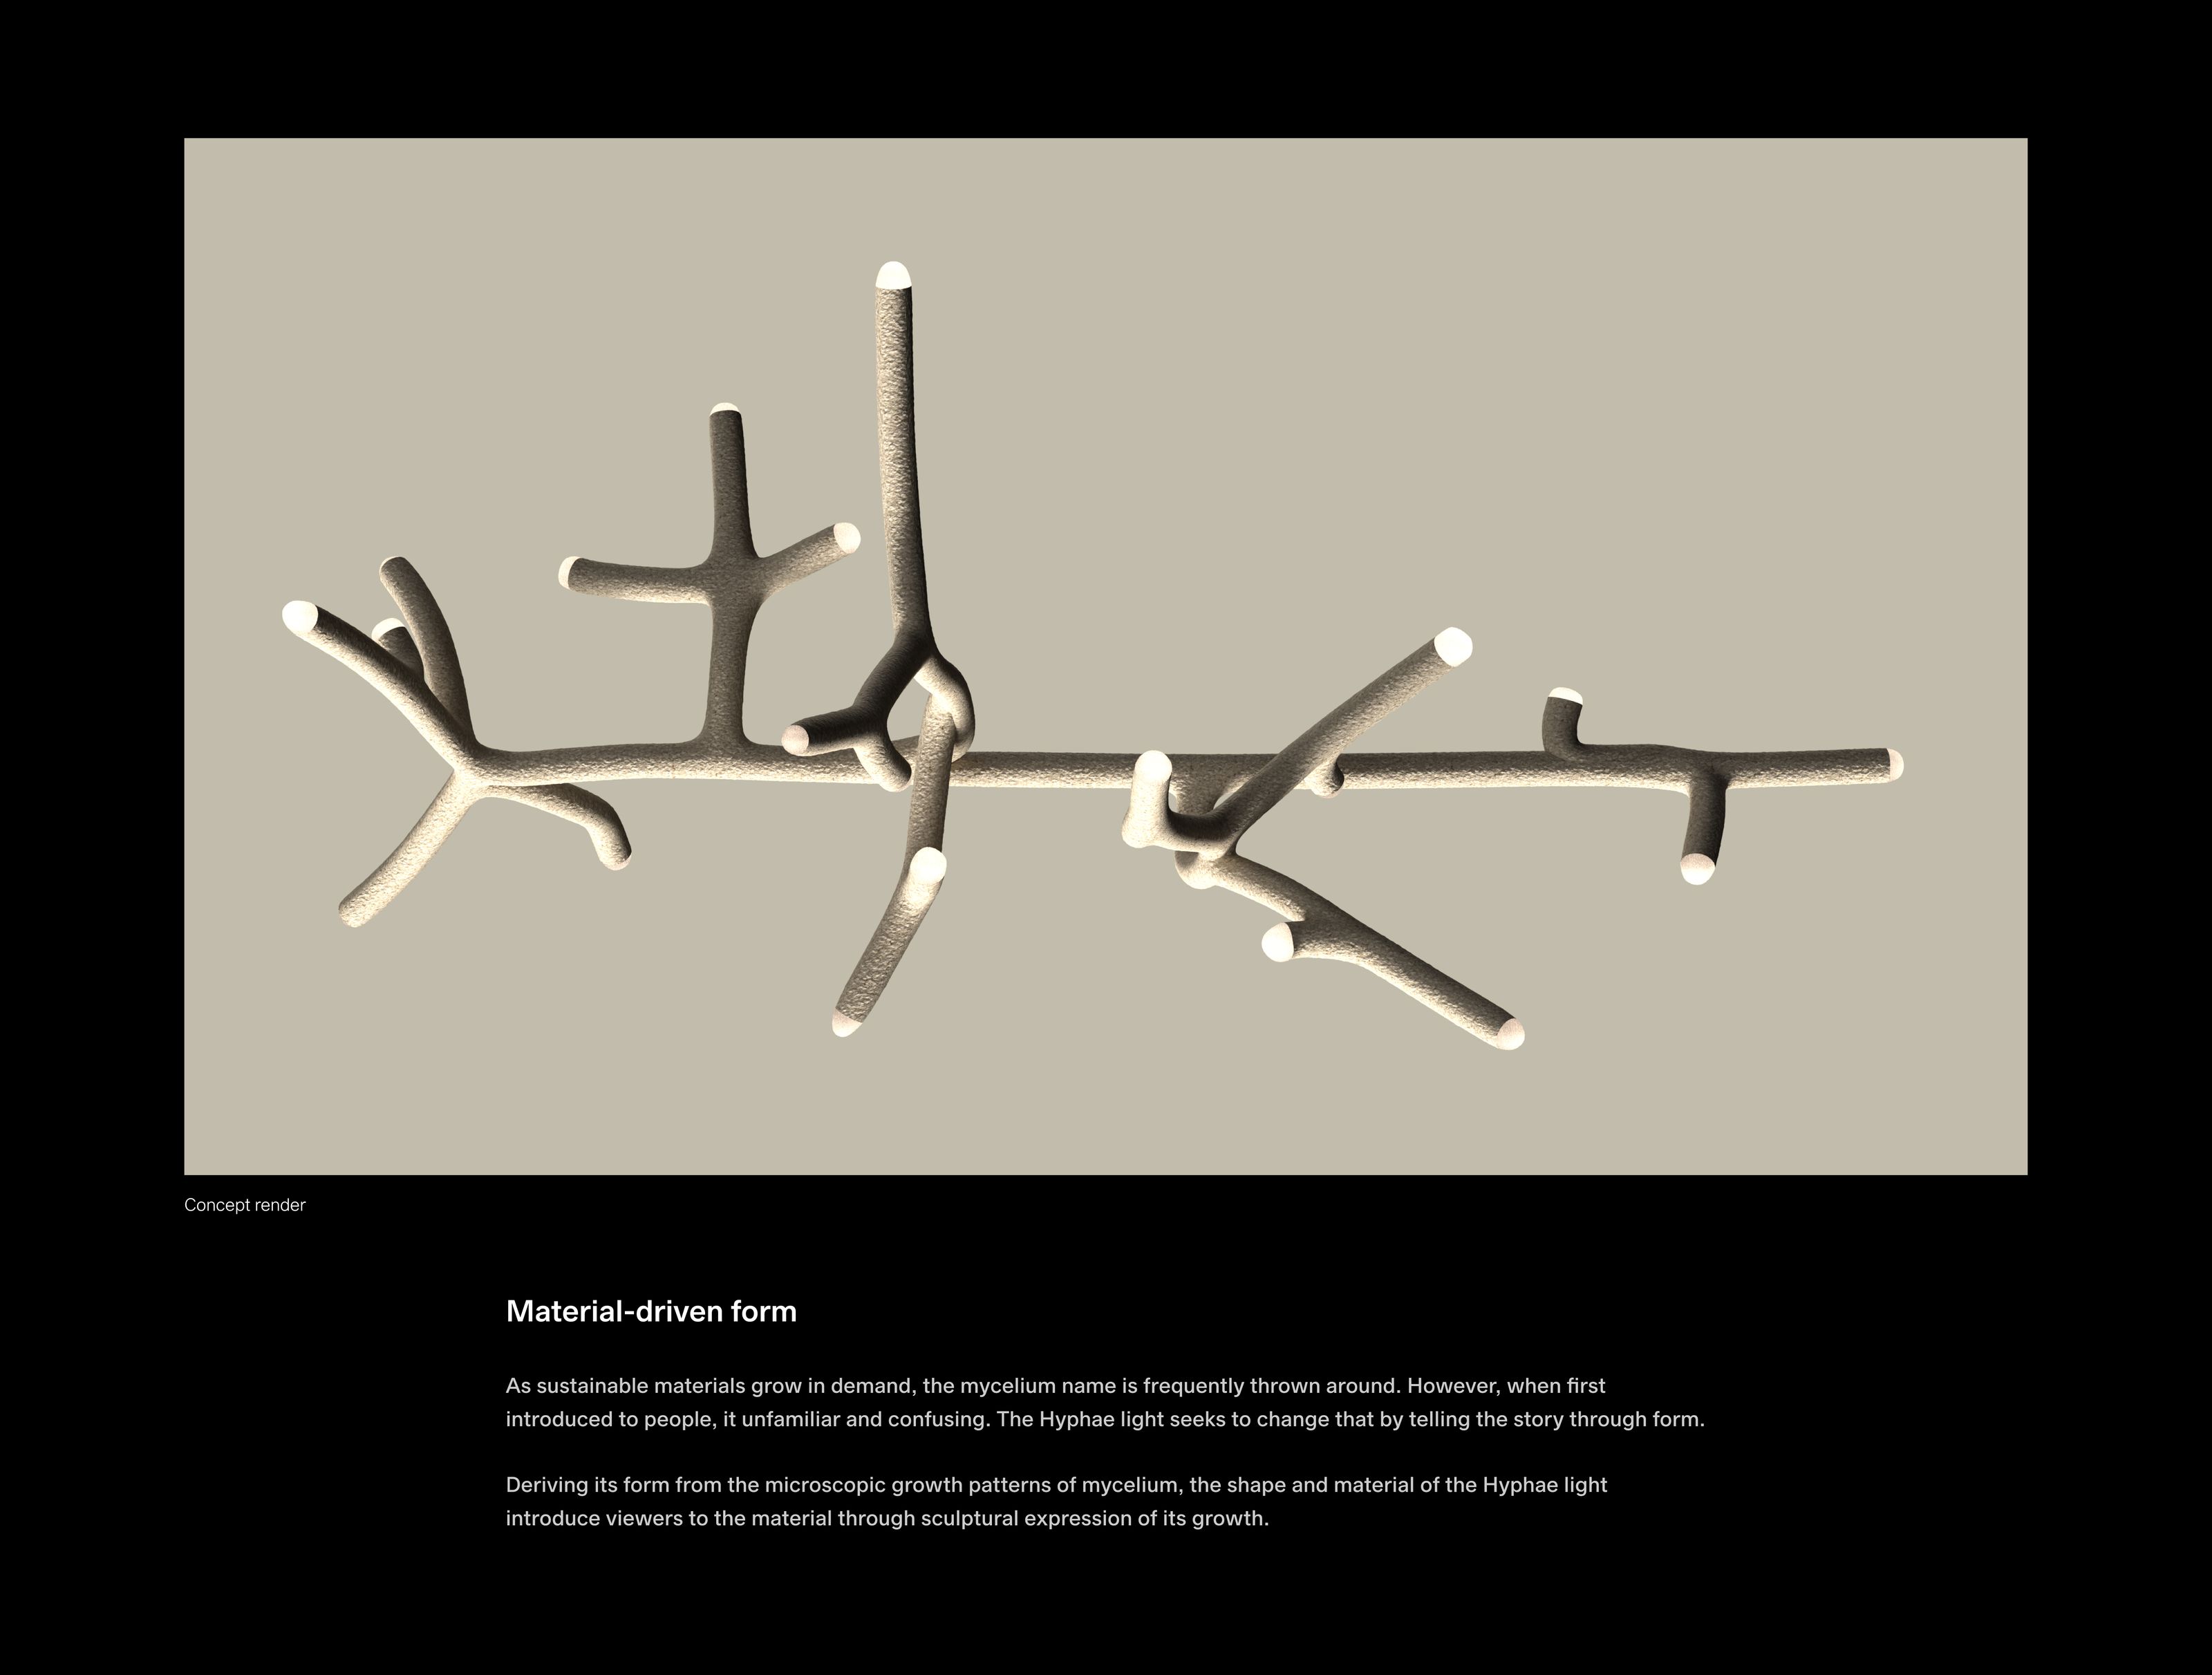 Concept render
Material-driven form
As sustainable materials grow in demand, the mycelium name is frequently thrown around. However, when first
introduced to people, it unfamiliar and confusing. The Hyphae light seeks to change that by telling the story through form.
Deriving its form from the microscopic growth patterns of mycelium, the shape and material of the Hyphae light
introduce viewers to the material through sculptural expression of its growth.